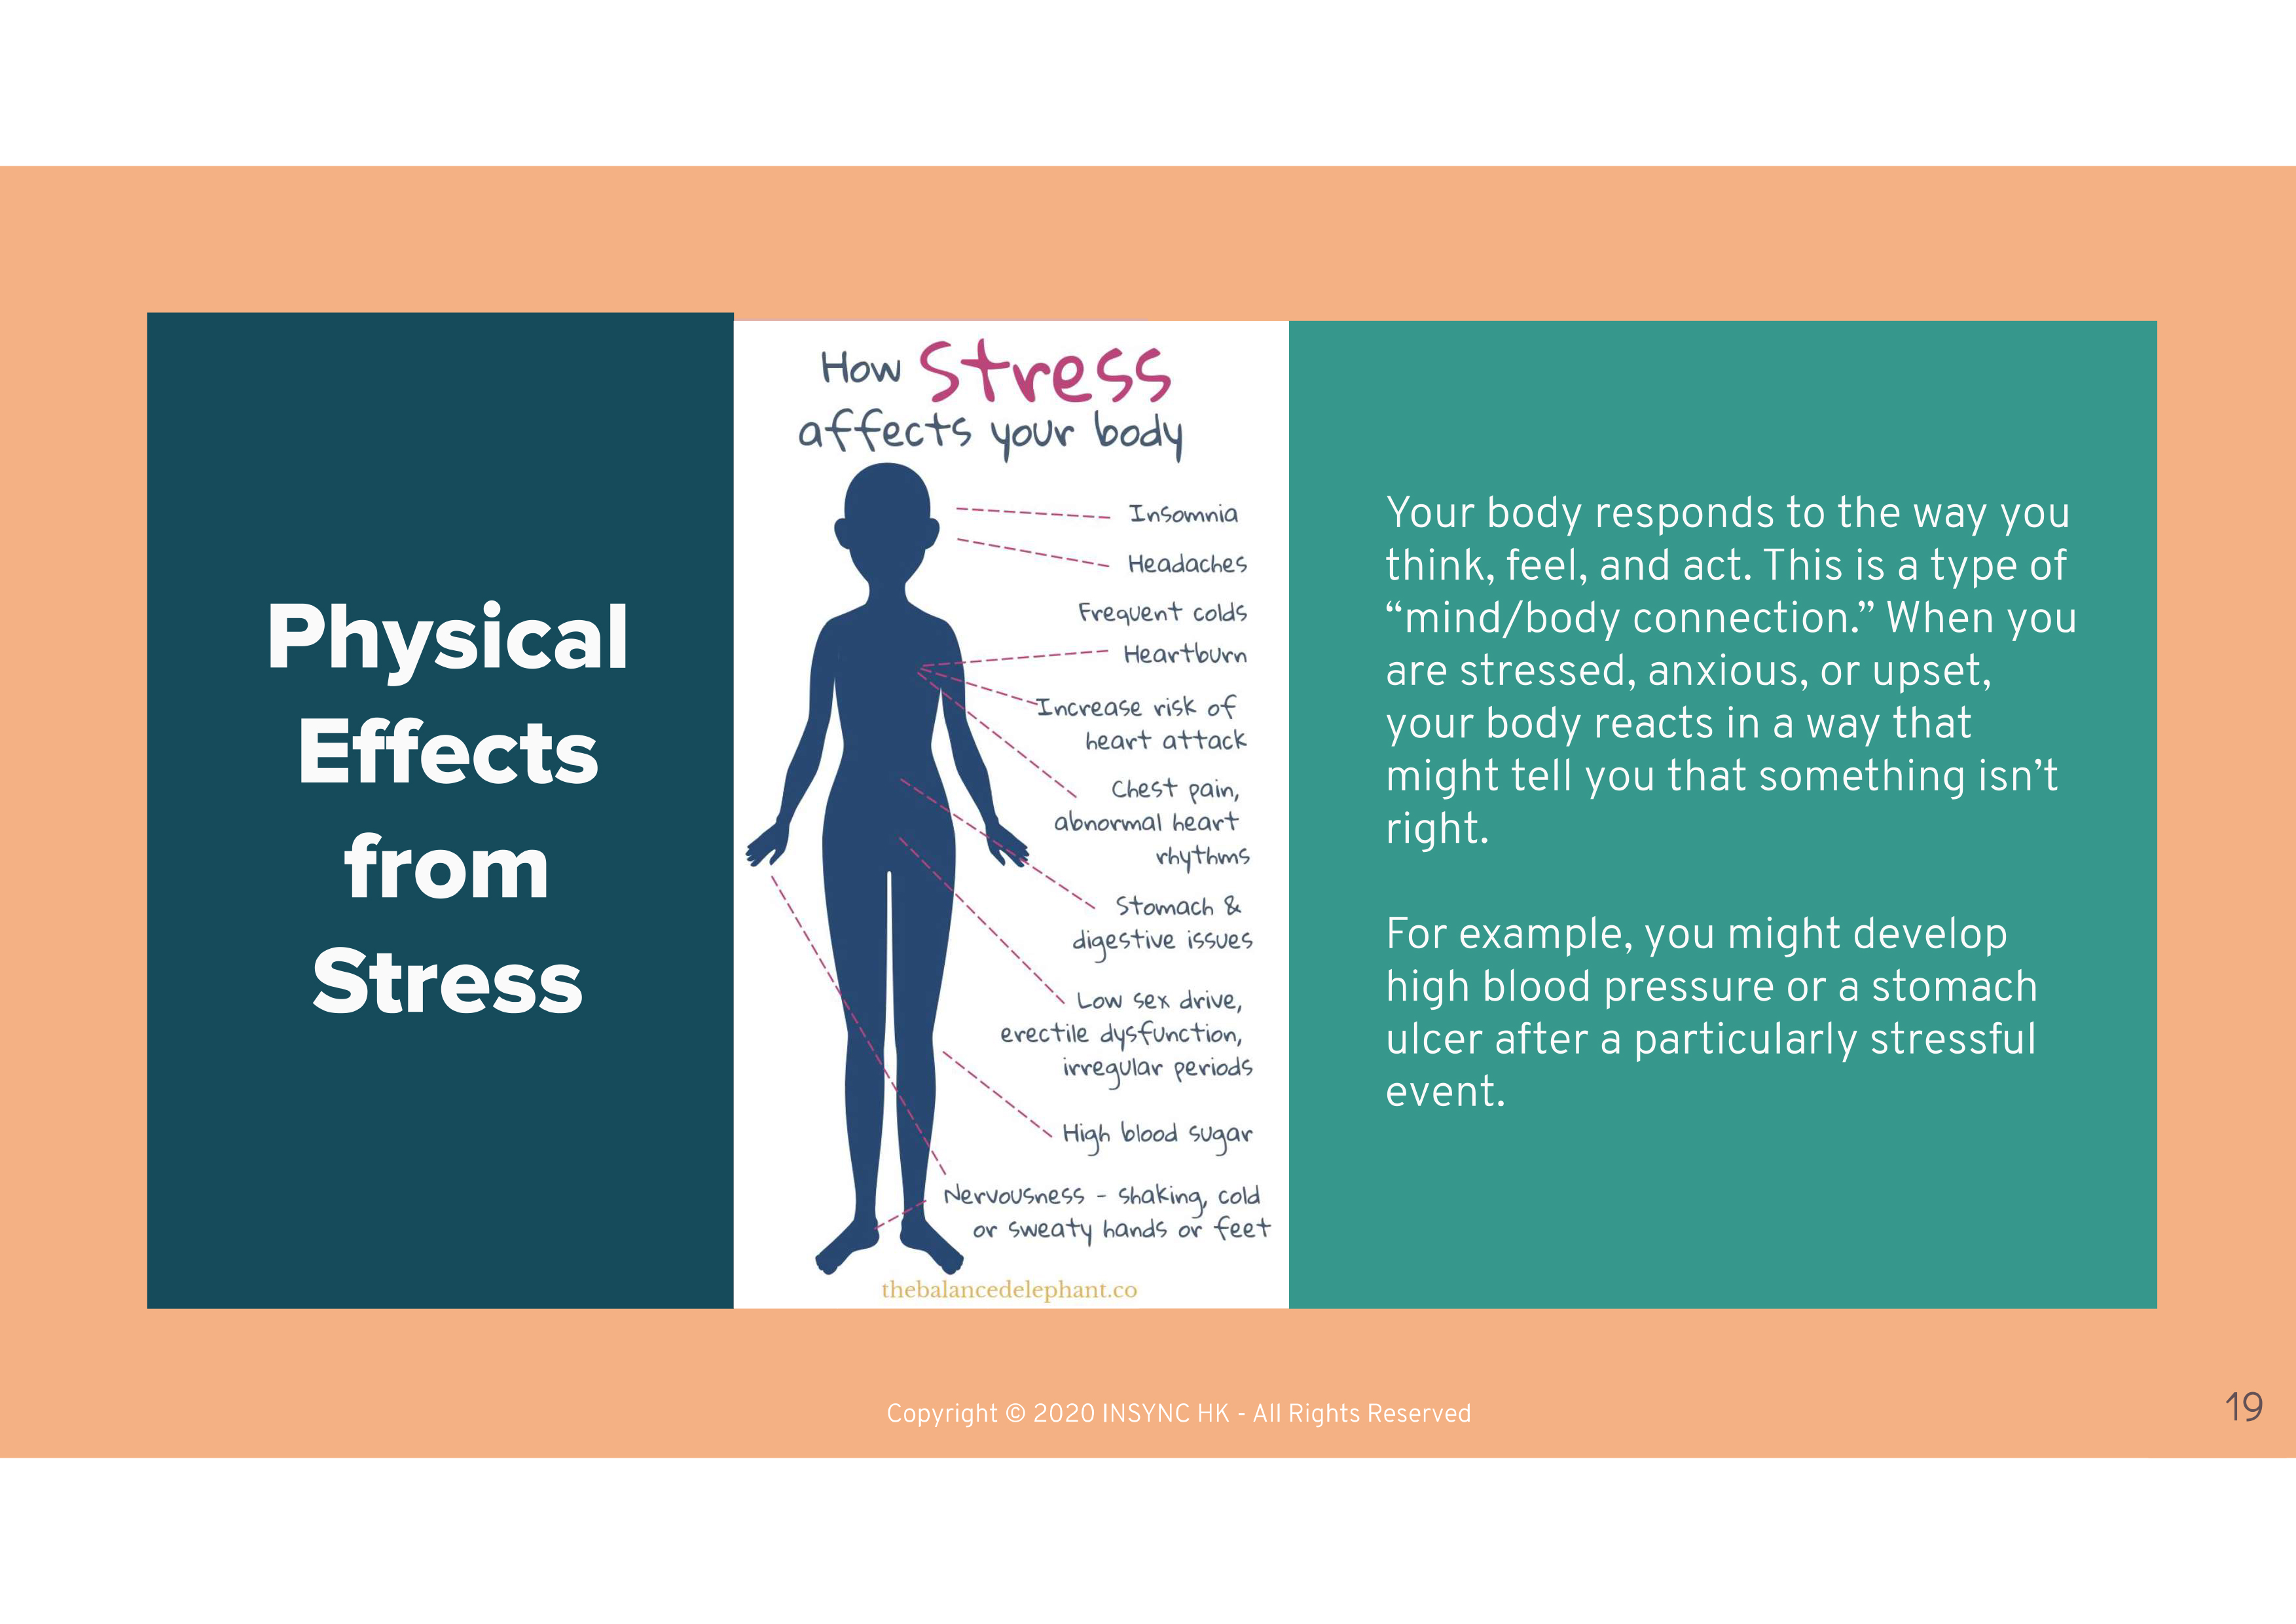 Physical
Effects
from
Stress
How Stress
affects your body
Insomnia
Headaches
Frequent colds
Heartburn
Increase risk of
heart attack
Chest pain,
abnormal heart
rhythms
Stomach &
digestive issues
Low sex drive,
erectile dysfunction,
irregular periods
High blood sugar
Nervousness - shaking, cold
or sweaty hands or feet
thebalancedelephant.co
Your body responds to the way you
think, feel, and act. This is a type of
“mind/body connection.” When you
are stressed, anxious, or upset,
your body reacts in a way that
might tell you that something isn’t
right.
For example, you might develop
high blood pressure or a stomach
ulcer after a particularly stressful
event.
Copyright © 2020 INSYNC HK - All Rights Reserved
19